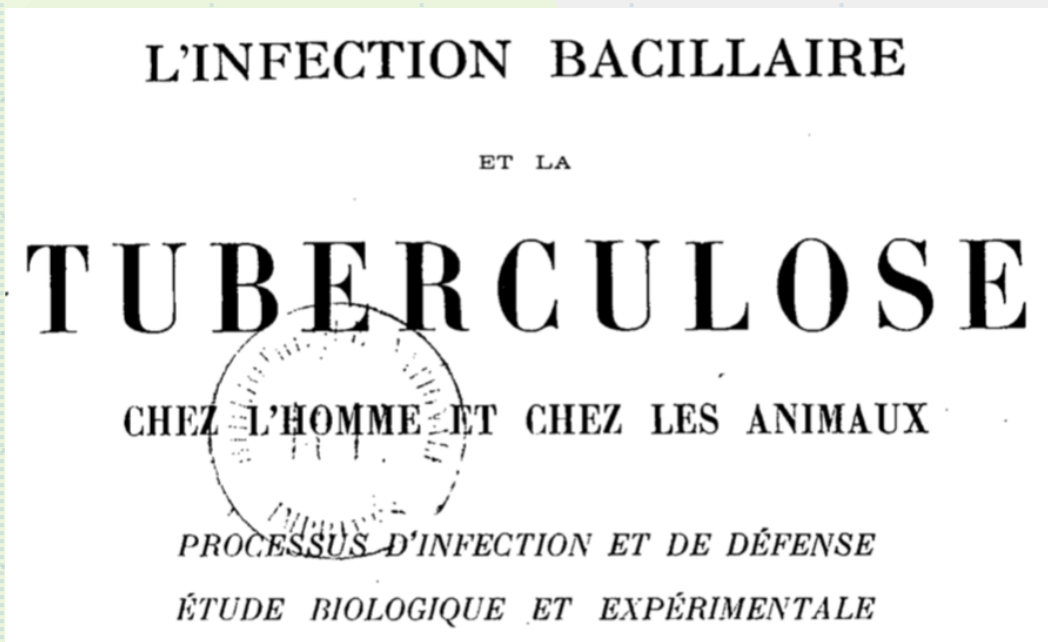 L'INFECTION BACILLAIRE
ET LA
TUBERCULOSE
CHEZ L'HOMME ET CHEZ LES ANIMAUX
PROCESSUS D'INFECTION ET DE DÉFENSE
ÉTUDE BIOLOGIQUE ET EXPÉRIMENTALE